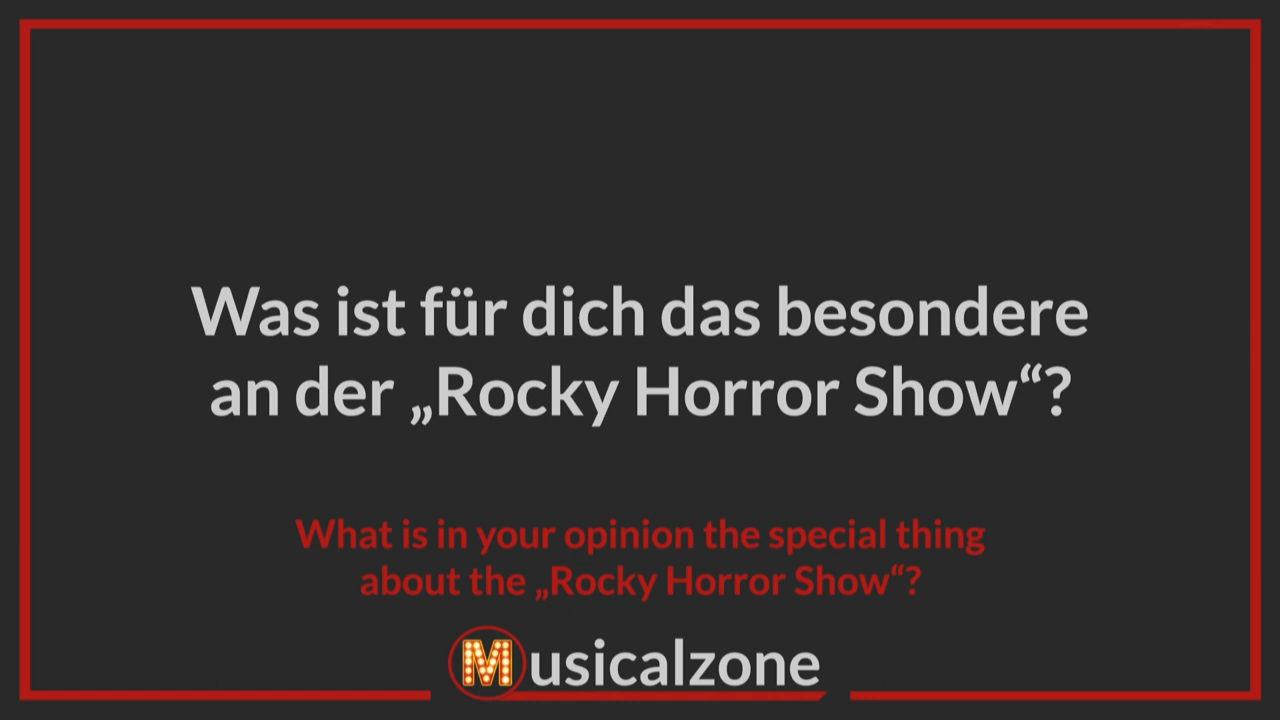 Was ist für dich das besondere
an der „Rocky Horror Show“?
What is in your opinion the special thing
about the „Rocky Horror Show“?
Musicalzone